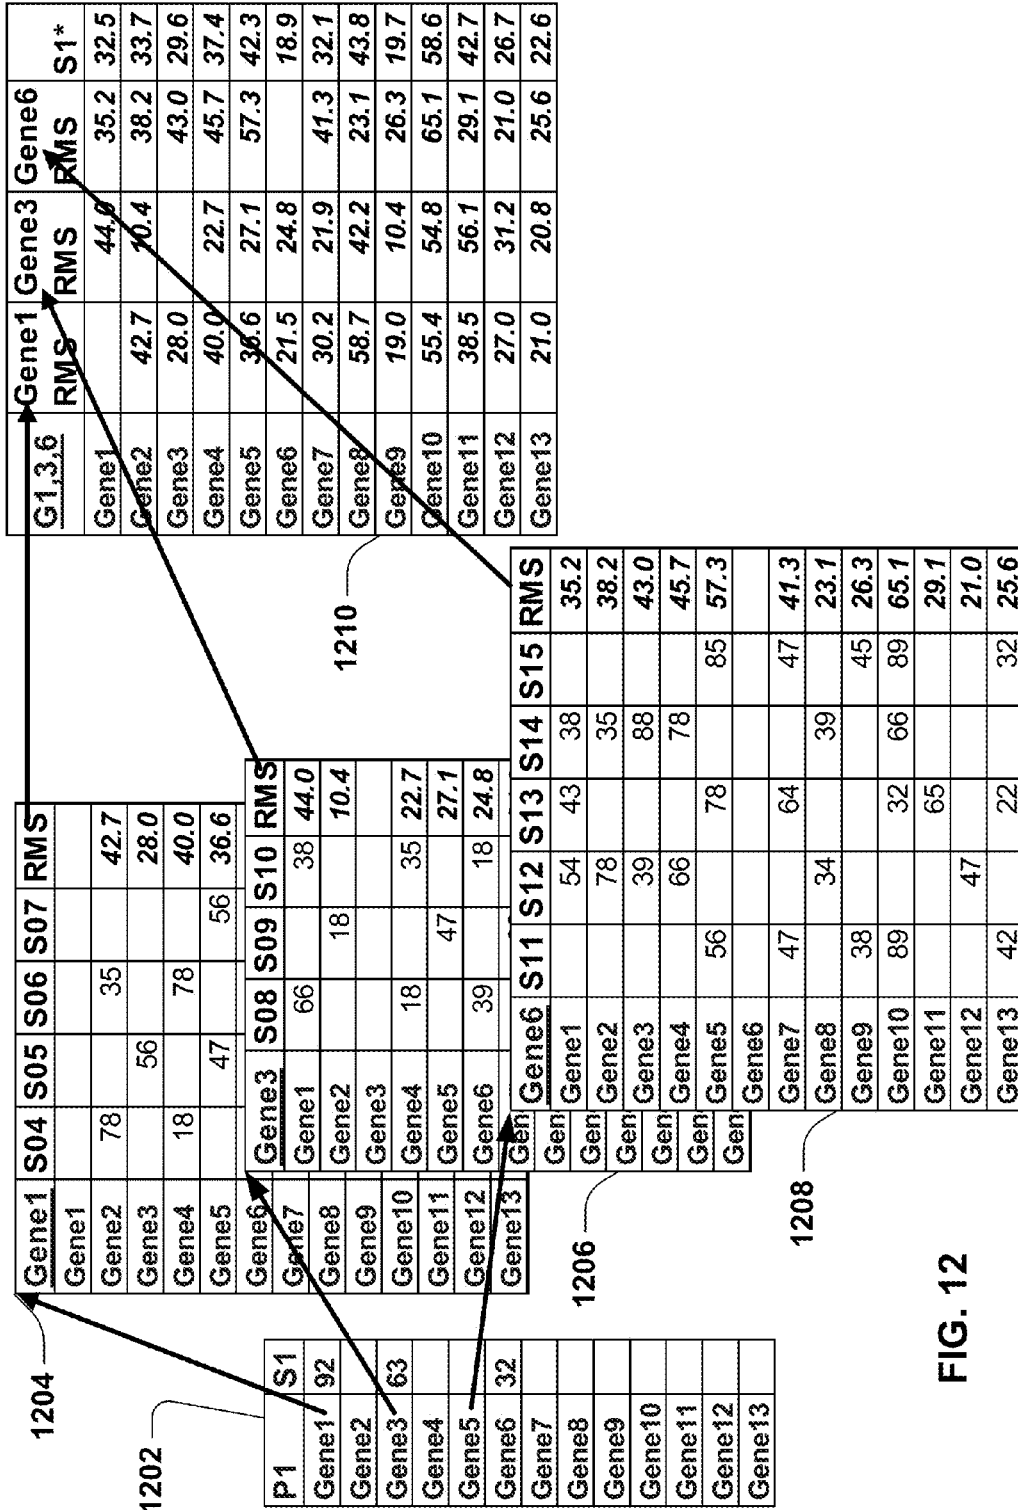 1202
P1 S1
Gene1 92
Gene2
Gene3 63
Gene4
Gene5
Gene6 32
Gene7
Gene8
Gene9
Gene10
Gene11
Gene12
Gene13
1204
Gene1 S04 S05 S06 S07 RMS
Gene1
Gene2 78 35 42.7
Gene3 56 28.0
Gene4 18 78 40.0
Gene5 47 56 36.6
Gene6
Gene7
Gene8
Gene9
Gene10
Gene11
Gene12
Gene13
1206
Gene3 S08 S09 S10 RMS
Gene1 66 38 44.0
Gene2 18 10.4
Gene3
Gene4 18 35 22.7
Gene5 47 27.1
Gene6 39 18 24.8
Gen
Gen
Gen
Gen
Gen
Gen
Gen
1208
Gene6 S11 S12 S13 S14 S15 RMS
Gene1 54 43 38 35.2
Gene2 78 35 38.2
Gene3 39 88 43.0
Gene4 66 78 45.7
Gene5 56 78 85 57.3
Gene6
Gene7 47 64 47 41.3
Gene8 34 39 23.1
Gene9 38 45 26.3
Gene10 89 32 66 89 65.1
Gene11 65 29.1
Gene12 47 21.0
Gene13 42 22 32 25.6
1210
Gene1 Gene3 Gene6
G1,3,6 RMS RMS RMS S1*
Gene1 44.0 35.2 32.5
Gene2 42.7 10.4 38.2 33.7
Gene3 28.0 43.0 29.6
Gene4 40.0 22.7 45.7 37.4
Gene5 36.6 27.1 57.3 42.3
Gene6 21.5 24.8 18.9
Gene7 30.2 21.9 41.3 32.1
Gene8 58.7 42.2 23.1 43.8
Gene9 19.0 10.4 26.3 19.7
Gene10 55.4 54.8 65.1 58.6
Gene11 38.5 56.1 29.1 42.7
Gene12 27.0 31.2 21.0 26.7
Gene13 21.0 20.8 25.6 22.6
FIG. 12